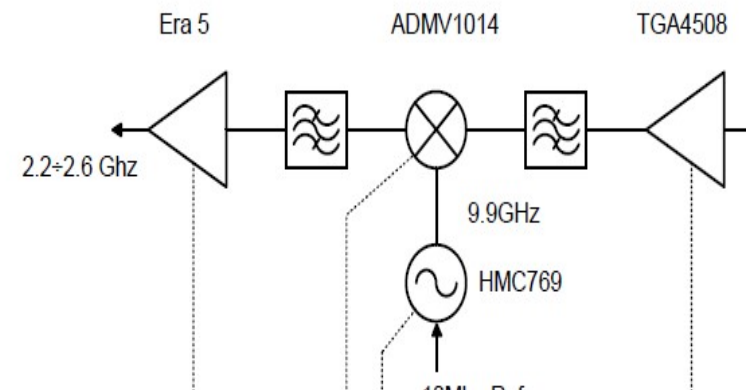 Era 5
ADMV1014
TGA4508
2.2÷2.6 Ghz
9.9GHz
HMC769